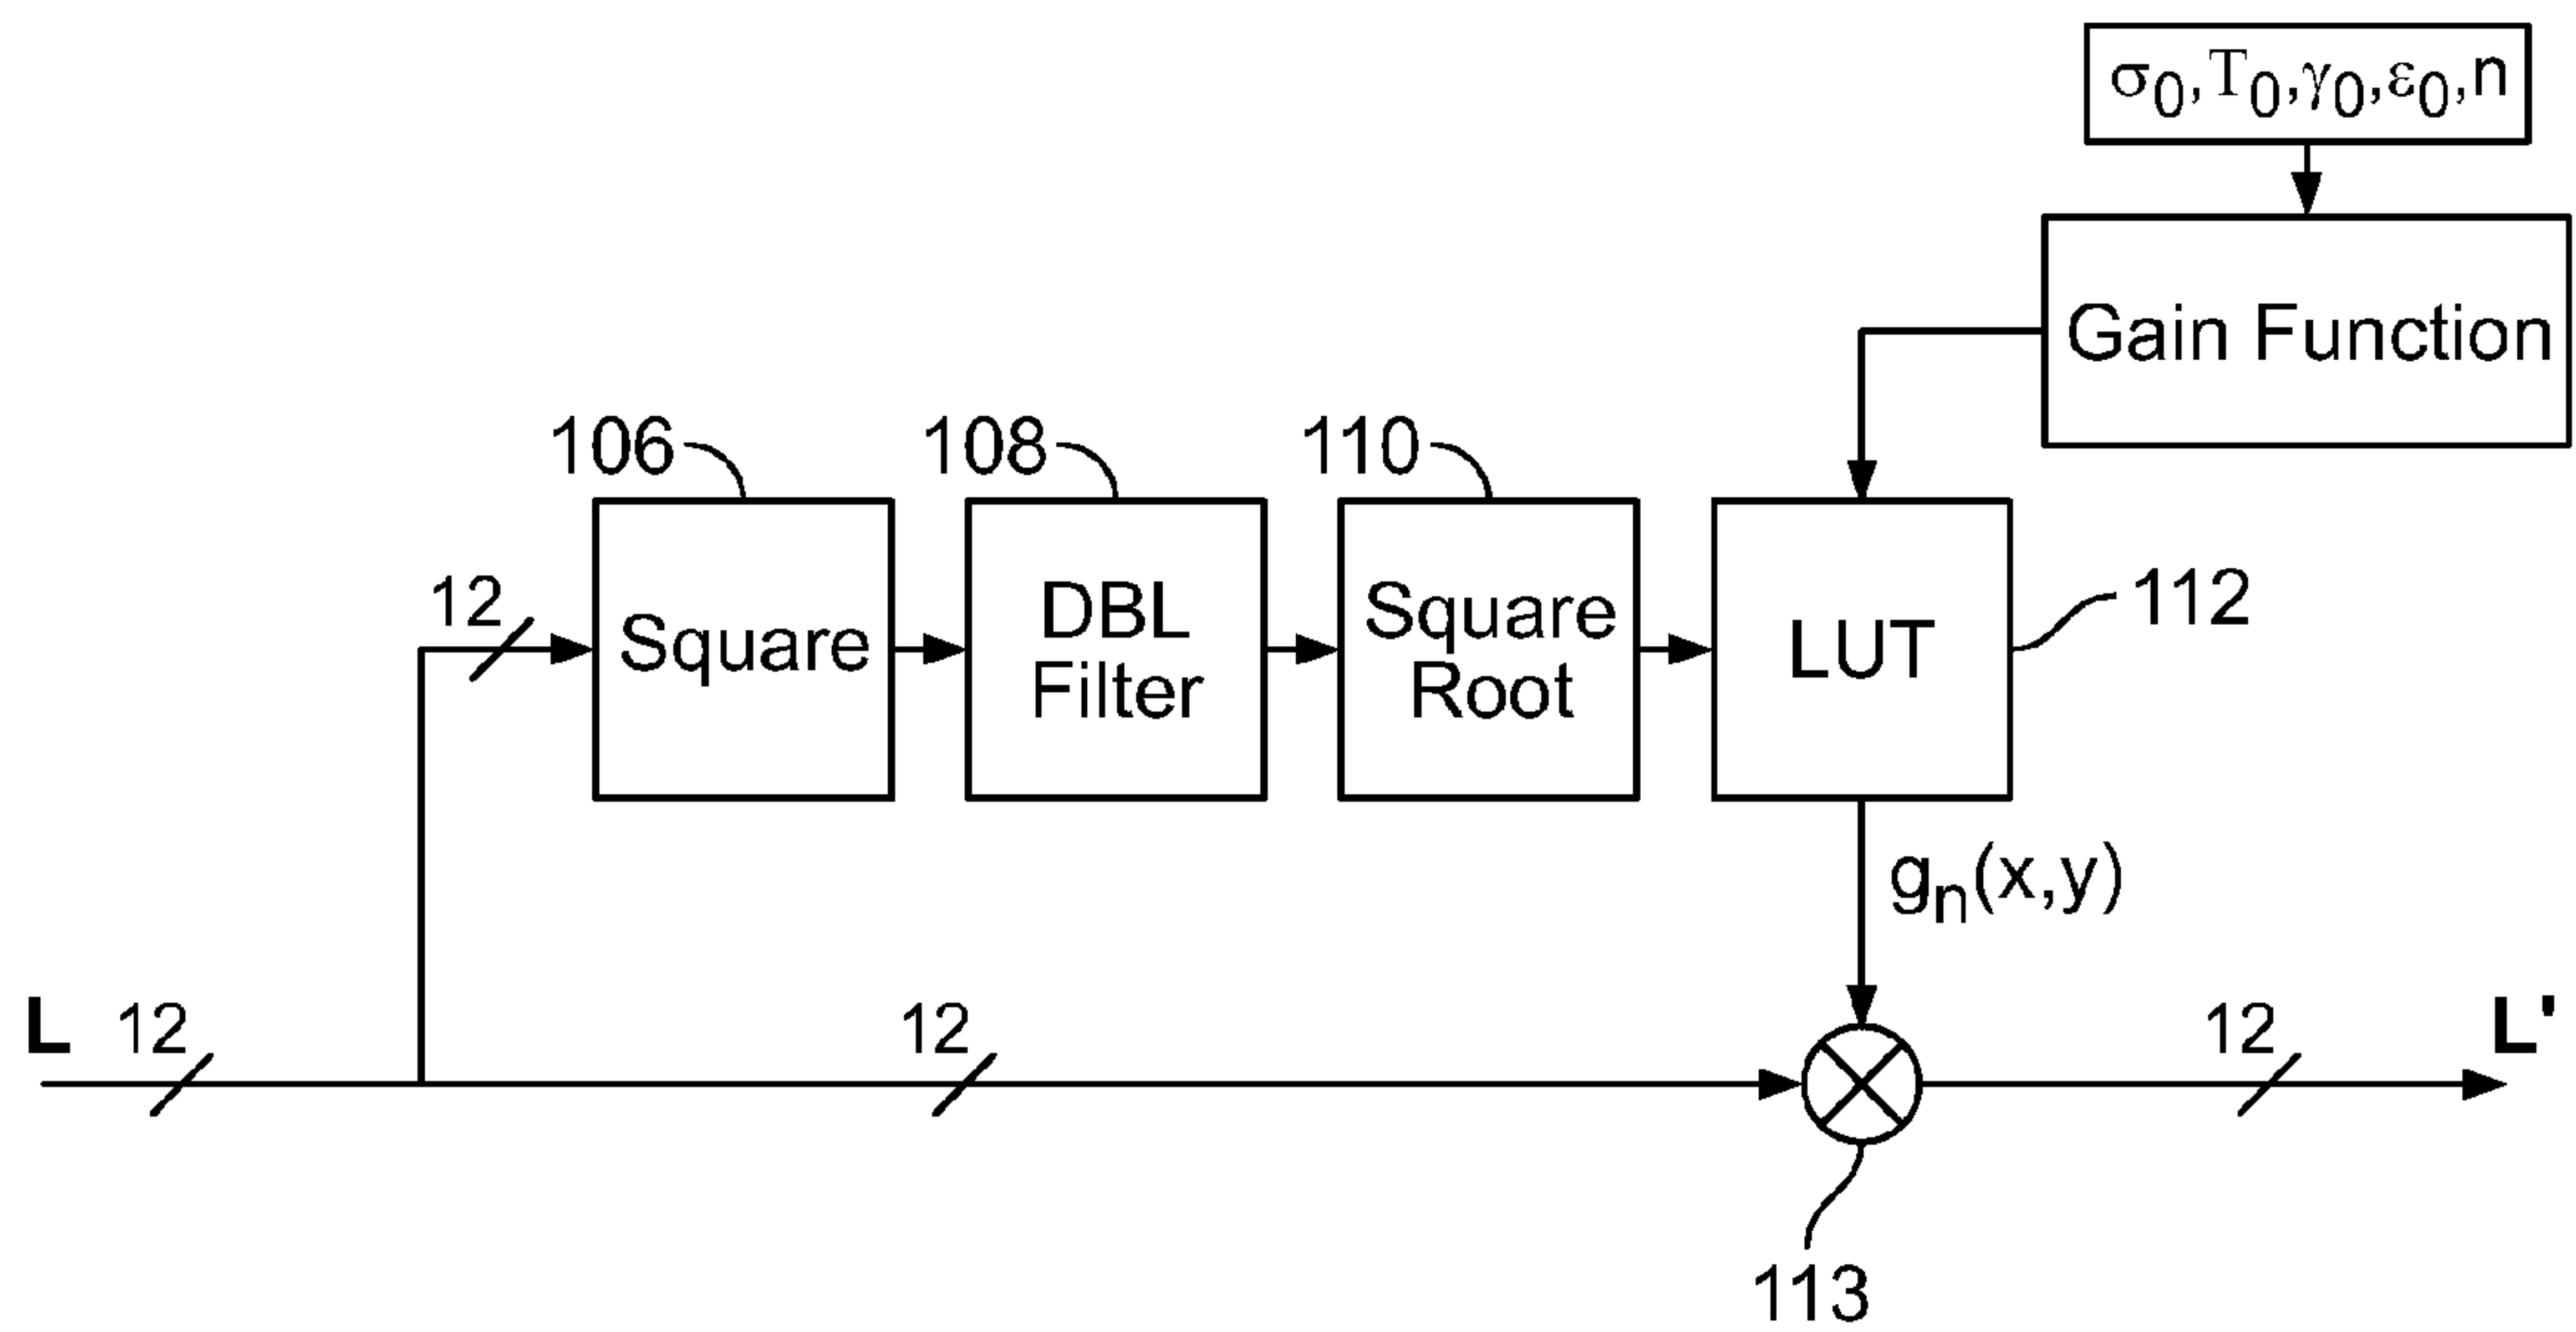 σ0,T0,γ0,ε0,n
Gain Function
106
108
110
12
Square
DBL
Filter
Square
Root
LUT
112
gn(x,y)
L
12
12
12
L'
113